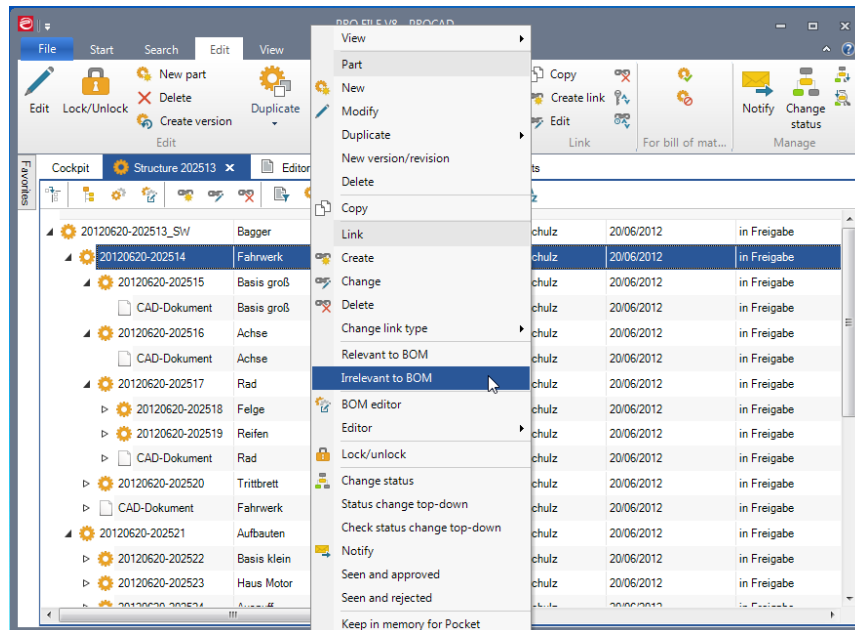 PRO.FILE V8 - PROCAD
File Start Search Edit View
Edit
Lock/Unlock
New part
Delete
Create version
Edit
Duplicate
Copy
Create link
Edit
Link
For bill of mat...
Notify
Change status
Manage
Favorites
Cockpit Structure 202513 Editor ts
View
Part
New
Modify
Duplicate
New version/revision
Delete
Copy
Link
Create
Change
Delete
Change link type
Relevant to BOM
Irrelevant to BOM
BOM editor
Editor
Lock/unlock
Change status
Status change top-down
Check status change top-down
Notify
Seen and approved
Seen and rejected
Keep in memory for Pocket
20120620-202513_SW Bagger chulz 20/06/2012 in Freigabe
20120620-202514 Fahrwerk chulz 20/06/2012 in Freigabe
20120620-202515 Basis groß chulz 20/06/2012 in Freigabe
CAD-Dokument Basis groß chulz 20/06/2012 in Freigabe
20120620-202516 Achse chulz 20/06/2012 in Freigabe
CAD-Dokument Achse chulz 20/06/2012 in Freigabe
20120620-202517 Rad chulz 20/06/2012 in Freigabe
20120620-202518 Felge chulz 20/06/2012 in Freigabe
20120620-202519 Reifen chulz 20/06/2012 in Freigabe
CAD-Dokument Rad chulz 20/06/2012 in Freigabe
20120620-202520 Trittbrett chulz 20/06/2012 in Freigabe
CAD-Dokument Fahrwerk chulz 20/06/2012 in Freigabe
20120620-202521 Aufbauten chulz 20/06/2012 in Freigabe
20120620-202522 Basis klein chulz 20/06/2012 in Freigabe
20120620-202523 Haus Motor chulz 20/06/2012 in Freigabe